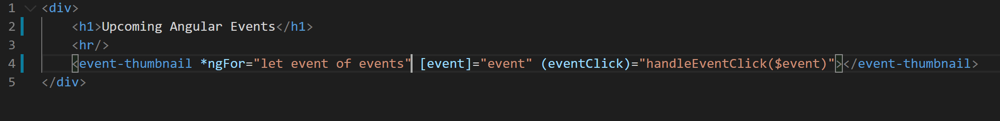 1 <div>
2 <h1>Upcoming Angular Events</h1>
3 <hr/>
4 <event-thumbnail *ngFor="let event of events" [event]="event" (eventClick)="handleEventClick($event)"></event-thumbnail>
5 </div>